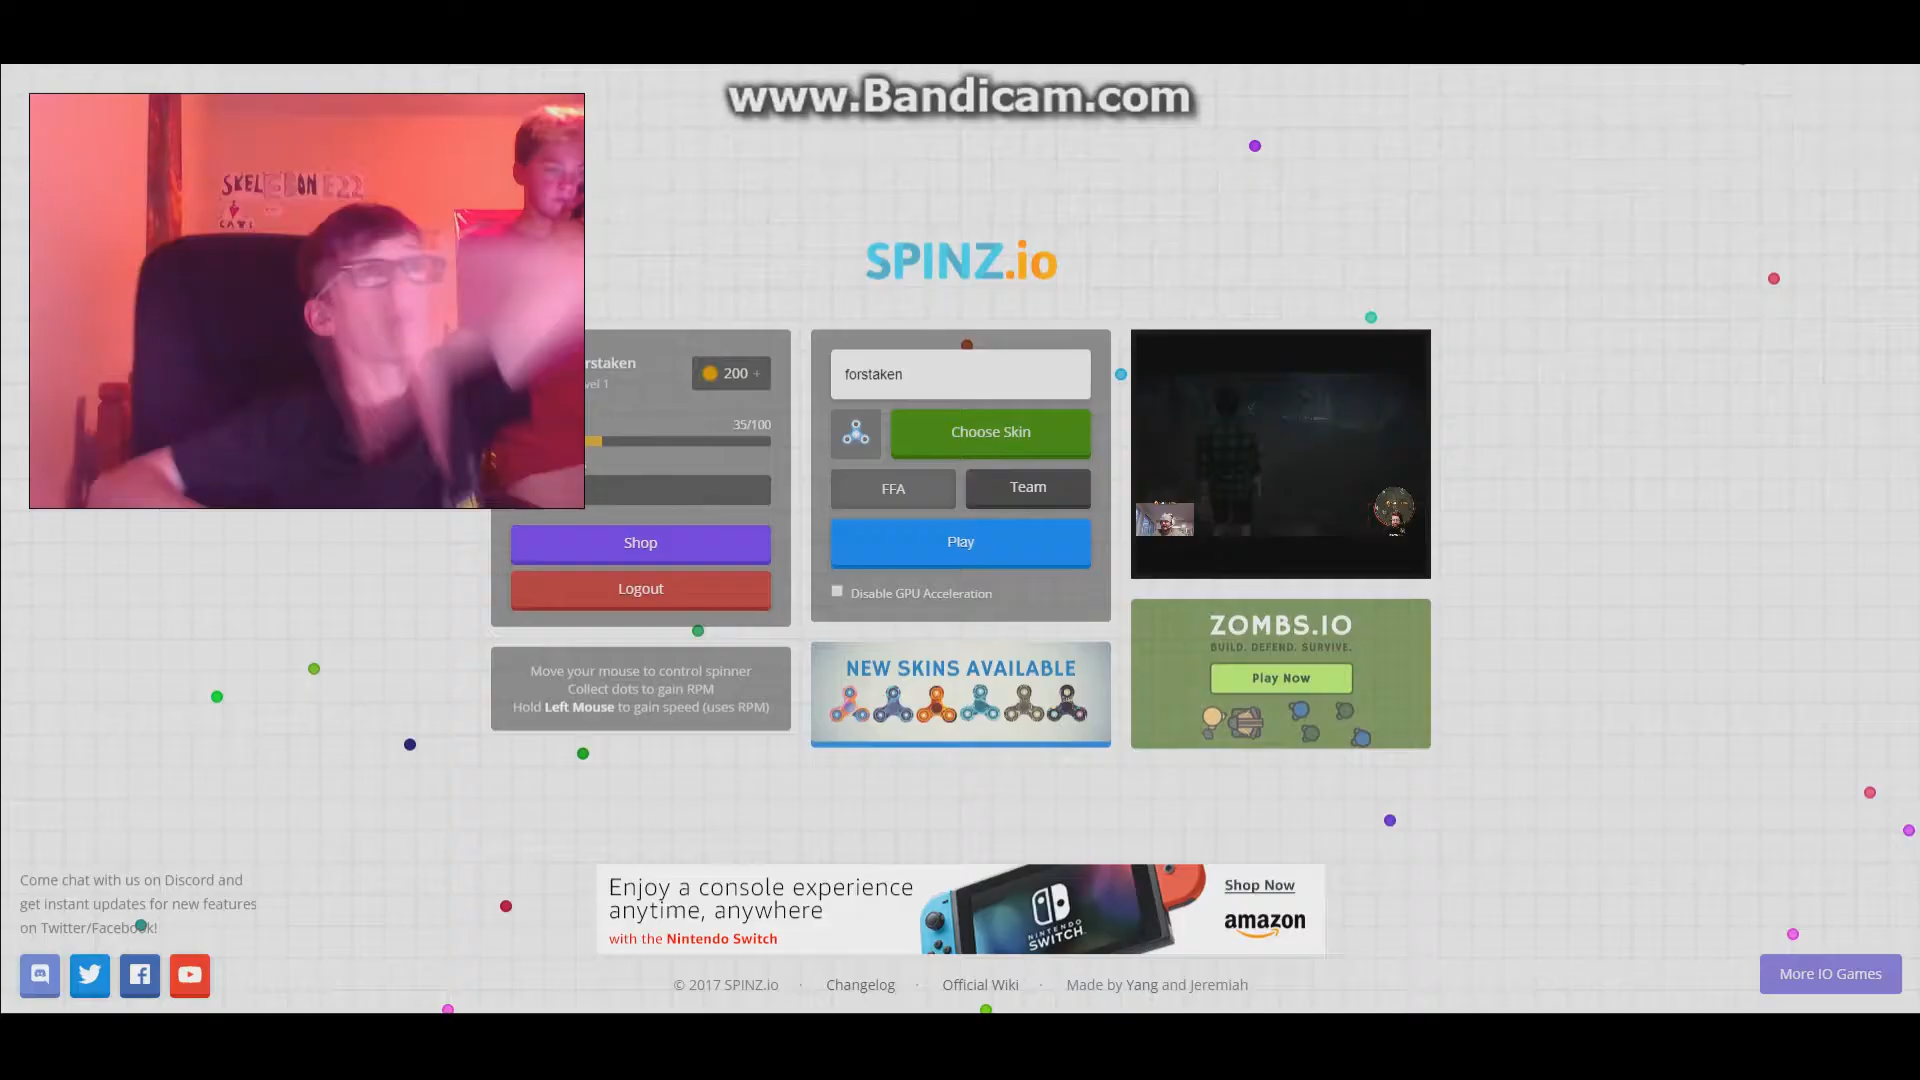 www.Bandicam.com
SPINZ.io
rstaken
vel 1
200 +
35/100
Shop
Logout
Move your mouse to control spinner
Collect dots to gain RPM
Hold Left Mouse to gain speed (uses RPM)
forstaken
Choose Skin
FFA
Team
Play
Disable GPU Acceleration
NEW SKINS AVAILABLE
ZOMBS.IO
BUILD. DEFEND. SURVIVE.
Play Now
Come chat with us on Discord and
get instant updates for new features
on Twitter/Facebook!
Enjoy a console experience
anytime, anywhere
with the Nintendo Switch
NINTENDO
SWITCH
Shop Now
amazon
© 2017 SPINZ.io · Changelog · Official Wiki · Made by Yang and Jeremiah
More IO Games